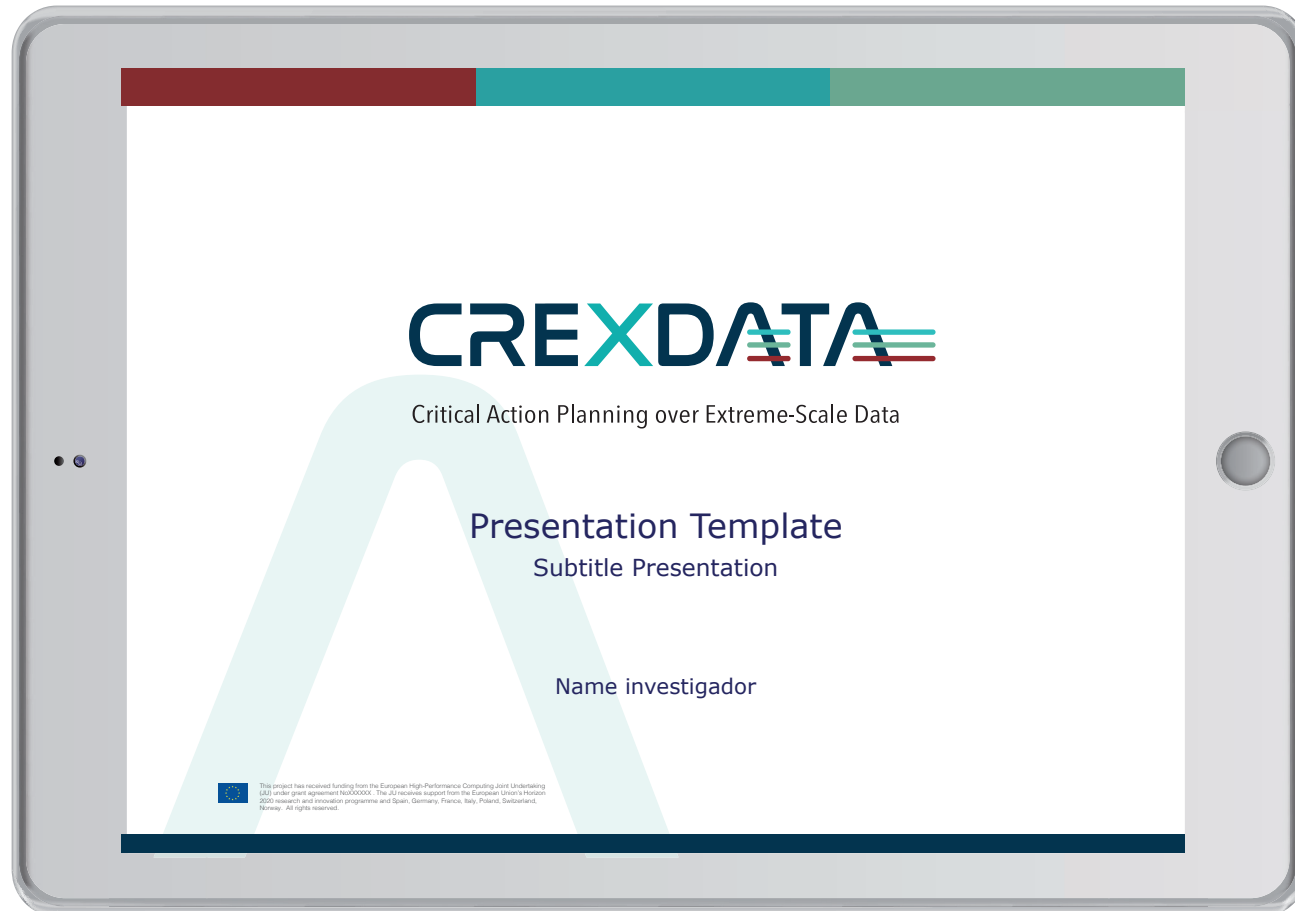 CREXDATA
Critical Action Planning over Extreme-Scale Data
Presentation Template
Subtitle Presentation
Name investigador
This project has received funding from the European High-Performance Computing Joint Undertaking
(JU) under grant agreement NoXXXXXX . The JU receives support from the European Union's Horizon
2020 research and innovation programme and Spain, Germany, France, Italy, Poland, Switzerland,
Norway. All rights reserved.